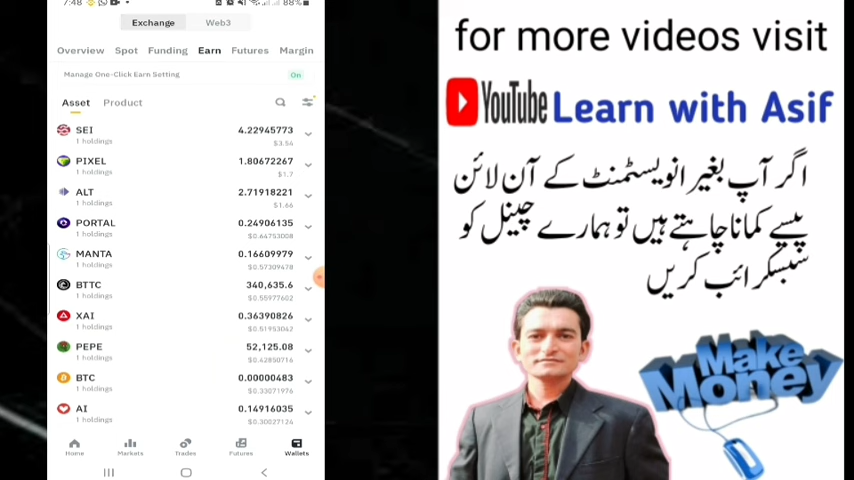 7:48
88%
Exchange Web3
Overview Spot Funding Earn Futures Margin
Manage One-Click Earn Setting On
Asset Product
SEI 4.22945773
1 holdings $3.54
PIXEL 1.80672267
1 holdings $1.7
ALT 2.71918221
1 holdings $1.66
PORTAL 0.24906135
1 holdings $0.64753008
MANTA 0.16609979
1 holdings $0.57309478
BTTC 340,635.6
1 holdings $0.55977602
XAI 0.36390826
1 holdings $0.51953042
PEPE 52,125.08
1 holdings $0.42850716
BTC 0.00000483
1 holdings $0.33071976
AI 0.14916035
1 holdings $0.30027124
Home Markets Trades Futures Wallets
for more videos visit
YouTube Learn with Asif
اگر آپ بغیر انویسٹمنٹ کے آن لائن
پیسے کمانا چاہتے ہیں تو ہمارے چینل کو
سبسکرائب کریں
Make
Money